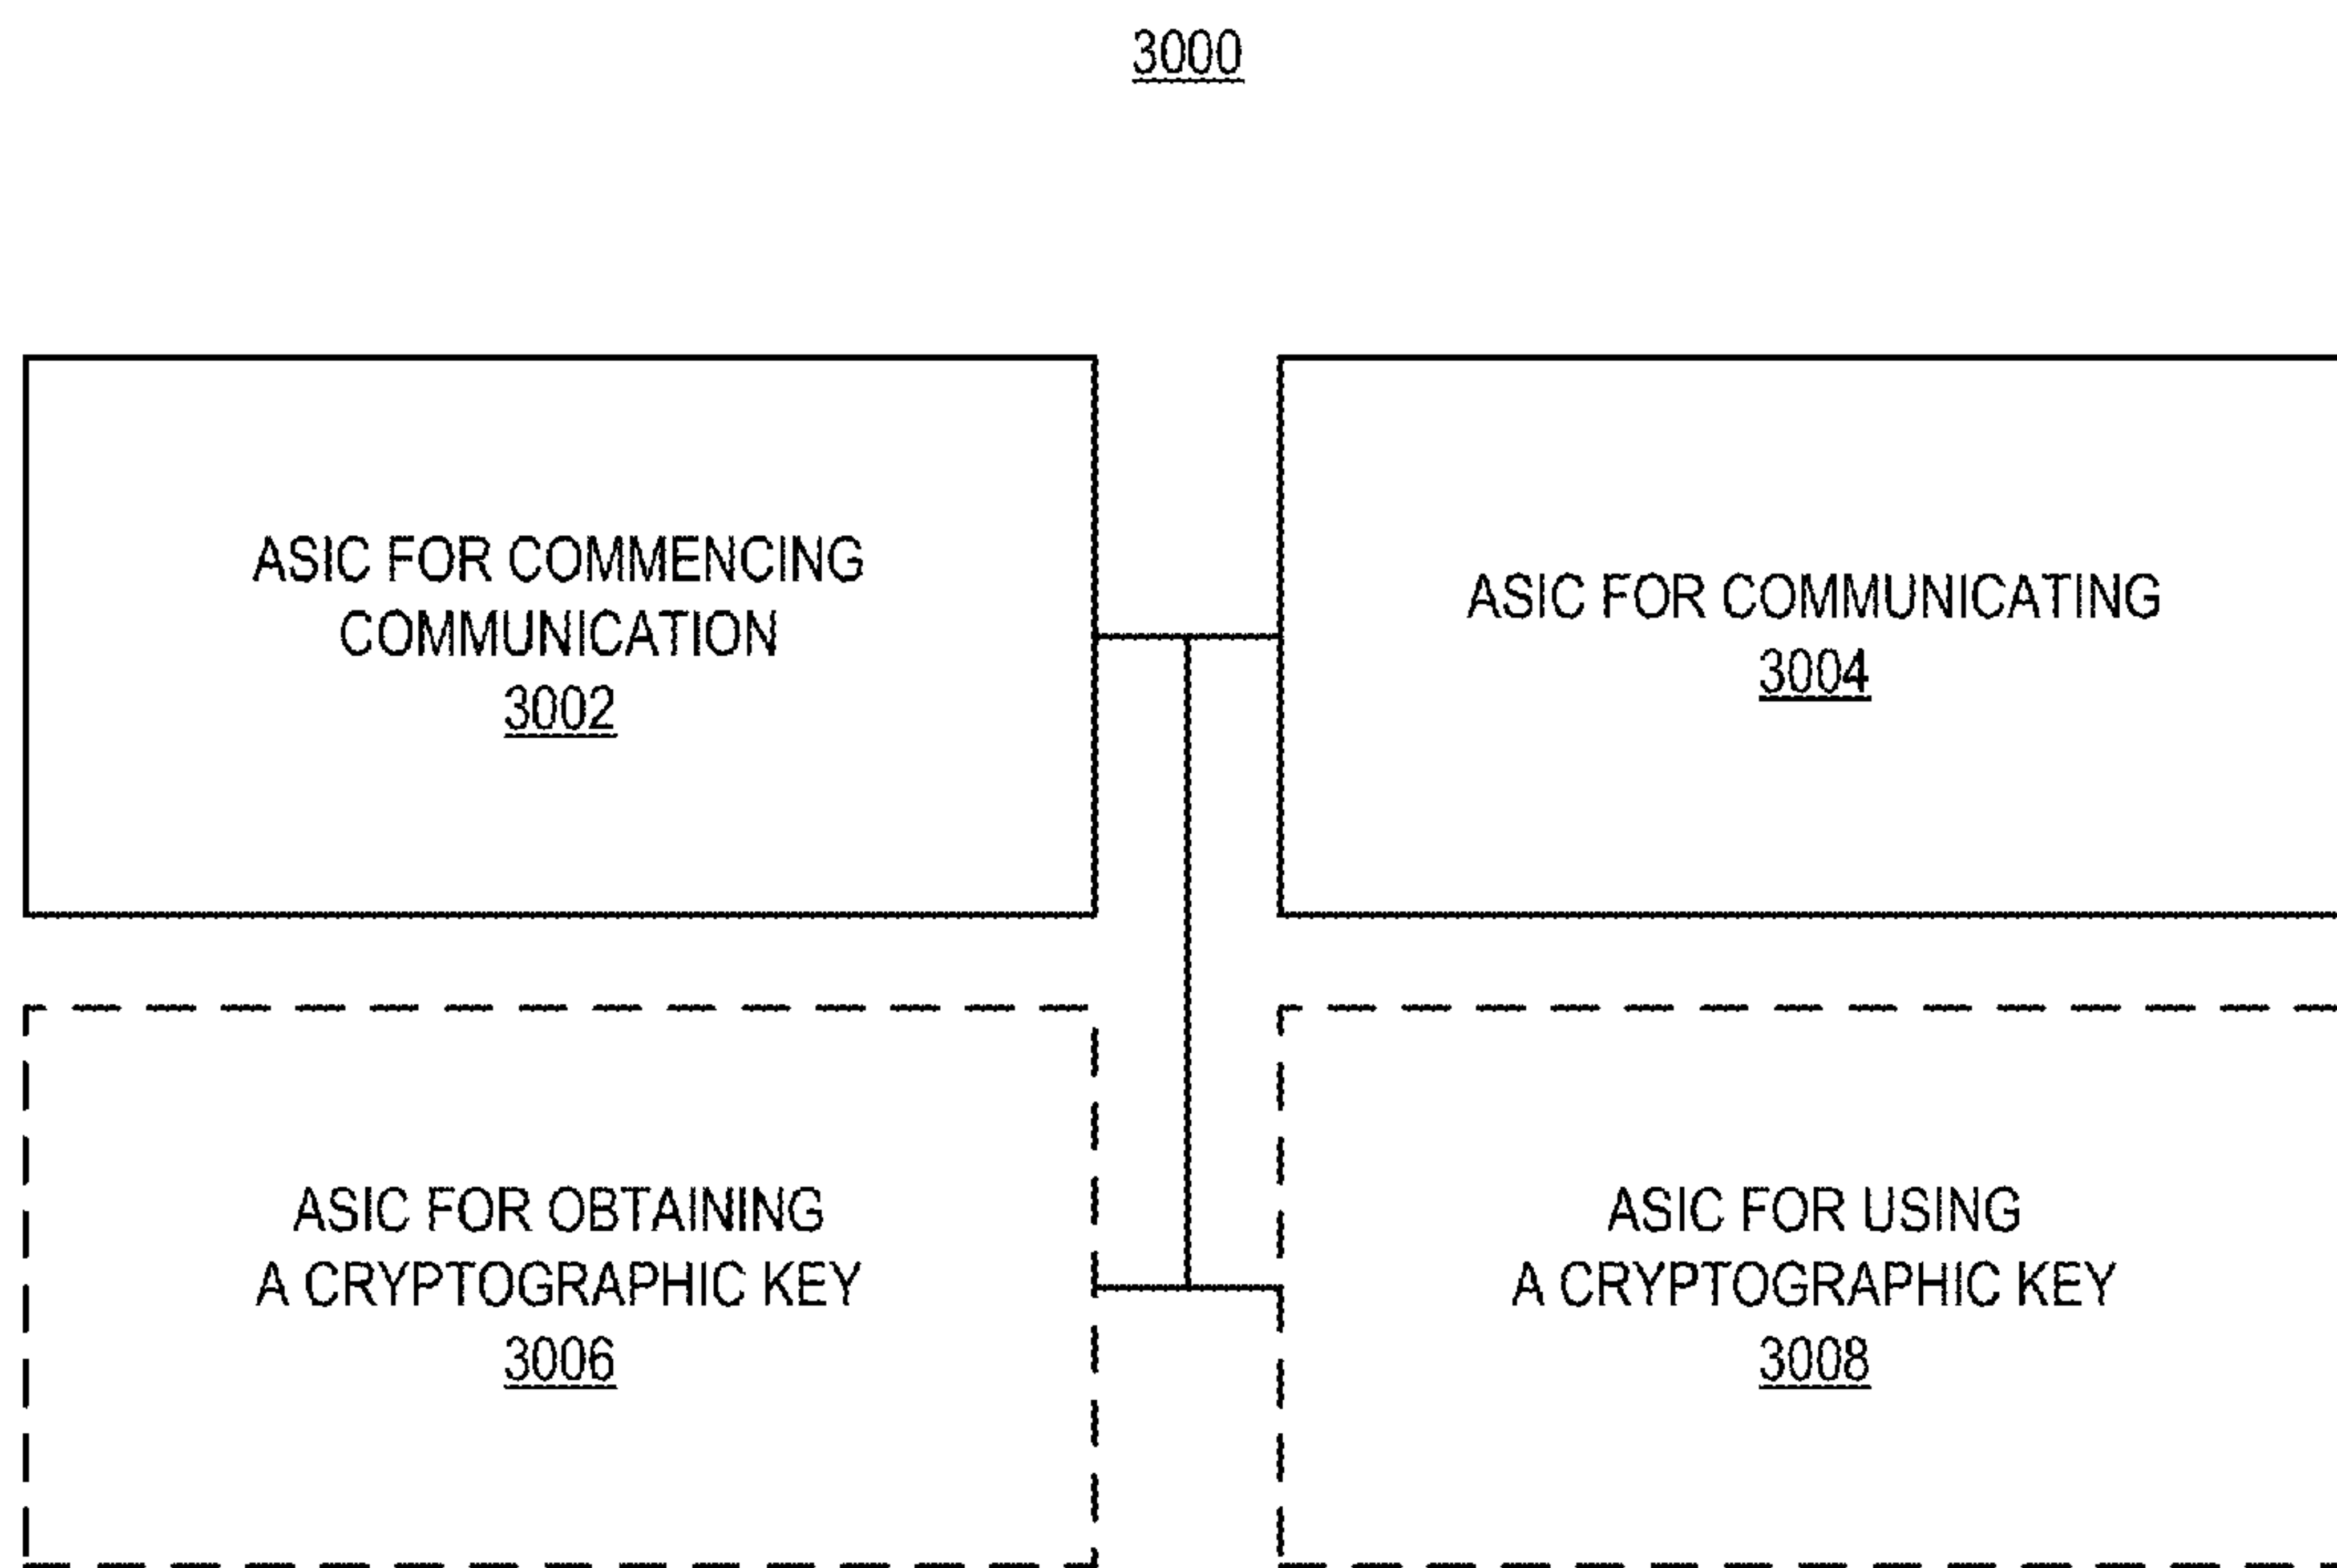 3000
ASIC FOR COMMENCING
COMMUNICATION
3002
ASIC FOR COMMUNICATING
3004
ASIC FOR OBTAINING
A CRYPTOGRAPHIC KEY
3006
ASIC FOR USING
A CRYPTOGRAPHIC KEY
3008